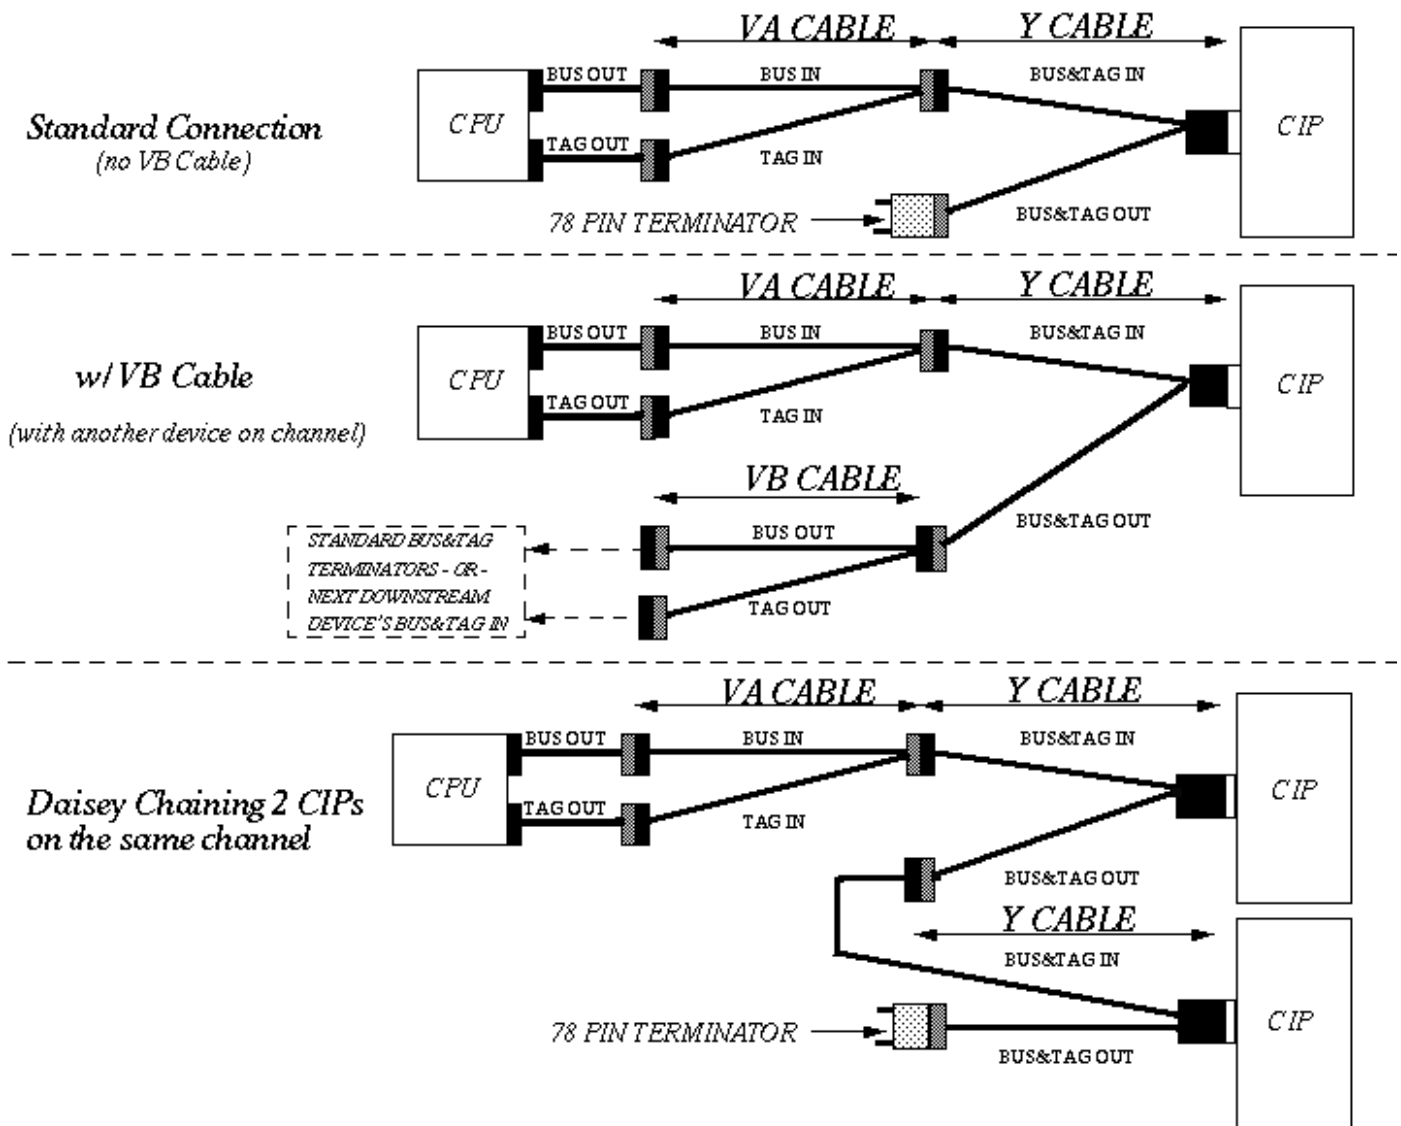 VA CABLE
Y CABLE
BUS OUT
BUS IN
BUS&TAG IN
CPU
CIP
Standard Connection
(no VB Cable)
TAG OUT
TAG IN
78 PIN TERMINATOR
BUS&TAG OUT
VA CABLE
Y CABLE
BUS OUT
BUS IN
BUS&TAG IN
w/ VB Cable
CPU
CIP
TAG OUT
TAG IN
(with another device on channel)
VB CABLE
BUS&TAG OUT
BUS OUT
STANDARD BUS&TAG
TERMINATORS - OR -
NEXT DOWNSTREAM
DEVICE'S BUS&TAG IN
TAG OUT
VA CABLE
Y CABLE
BUS OUT
BUS IN
BUS&TAG IN
CPU
CIP
Daisey Chaining 2 CIPs
on the same channel
TAG OUT
TAG IN
BUS&TAG OUT
Y CABLE
BUS&TAG IN
78 PIN TERMINATOR
CIP
BUS&TAG OUT